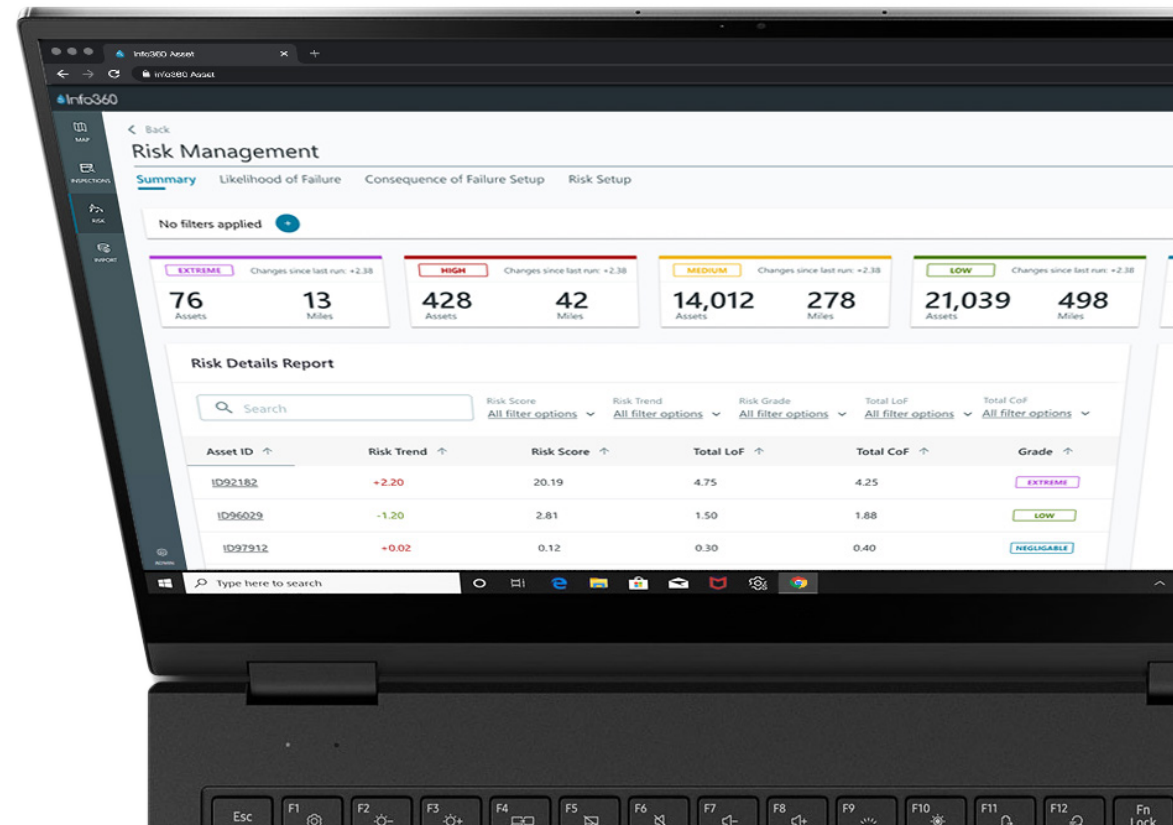 Info360 Asset
info360 Asset
Info360
Back
Risk Management
MAP
INSPECTIONS
RISK
IMPORT
ADMIN
Summary Likelihood of Failure Consequence of Failure Setup Risk Setup
No filters applied +
EXTREME Changes since last run: +2.38 HIGH Changes since last run: +2.38 MEDIUM Changes since last run: +2.38 LOW Changes since last run: +2.38
76 13 428 42 14,012 278 21,039 498
Assets Miles Assets Miles Assets Miles Assets Miles
Risk Details Report
Search
Risk Score Risk Trend Risk Grade Total LoF Total CoF
All filter options All filter options All filter options All filter options All filter options
Asset ID Risk Trend Risk Score Total LoF Total CoF Grade
ID92182 +2.20 20.19 4.75 4.25 EXTREME
ID96029 -1.20 2.81 1.50 1.88 LOW
ID97912 +0.02 0.12 0.30 0.40 NEGLIGABLE
Type here to search
Esc F1 F2 F3 F4 F5 F6 F7 F8 F9 F10 F11 F12 Fn
Lock